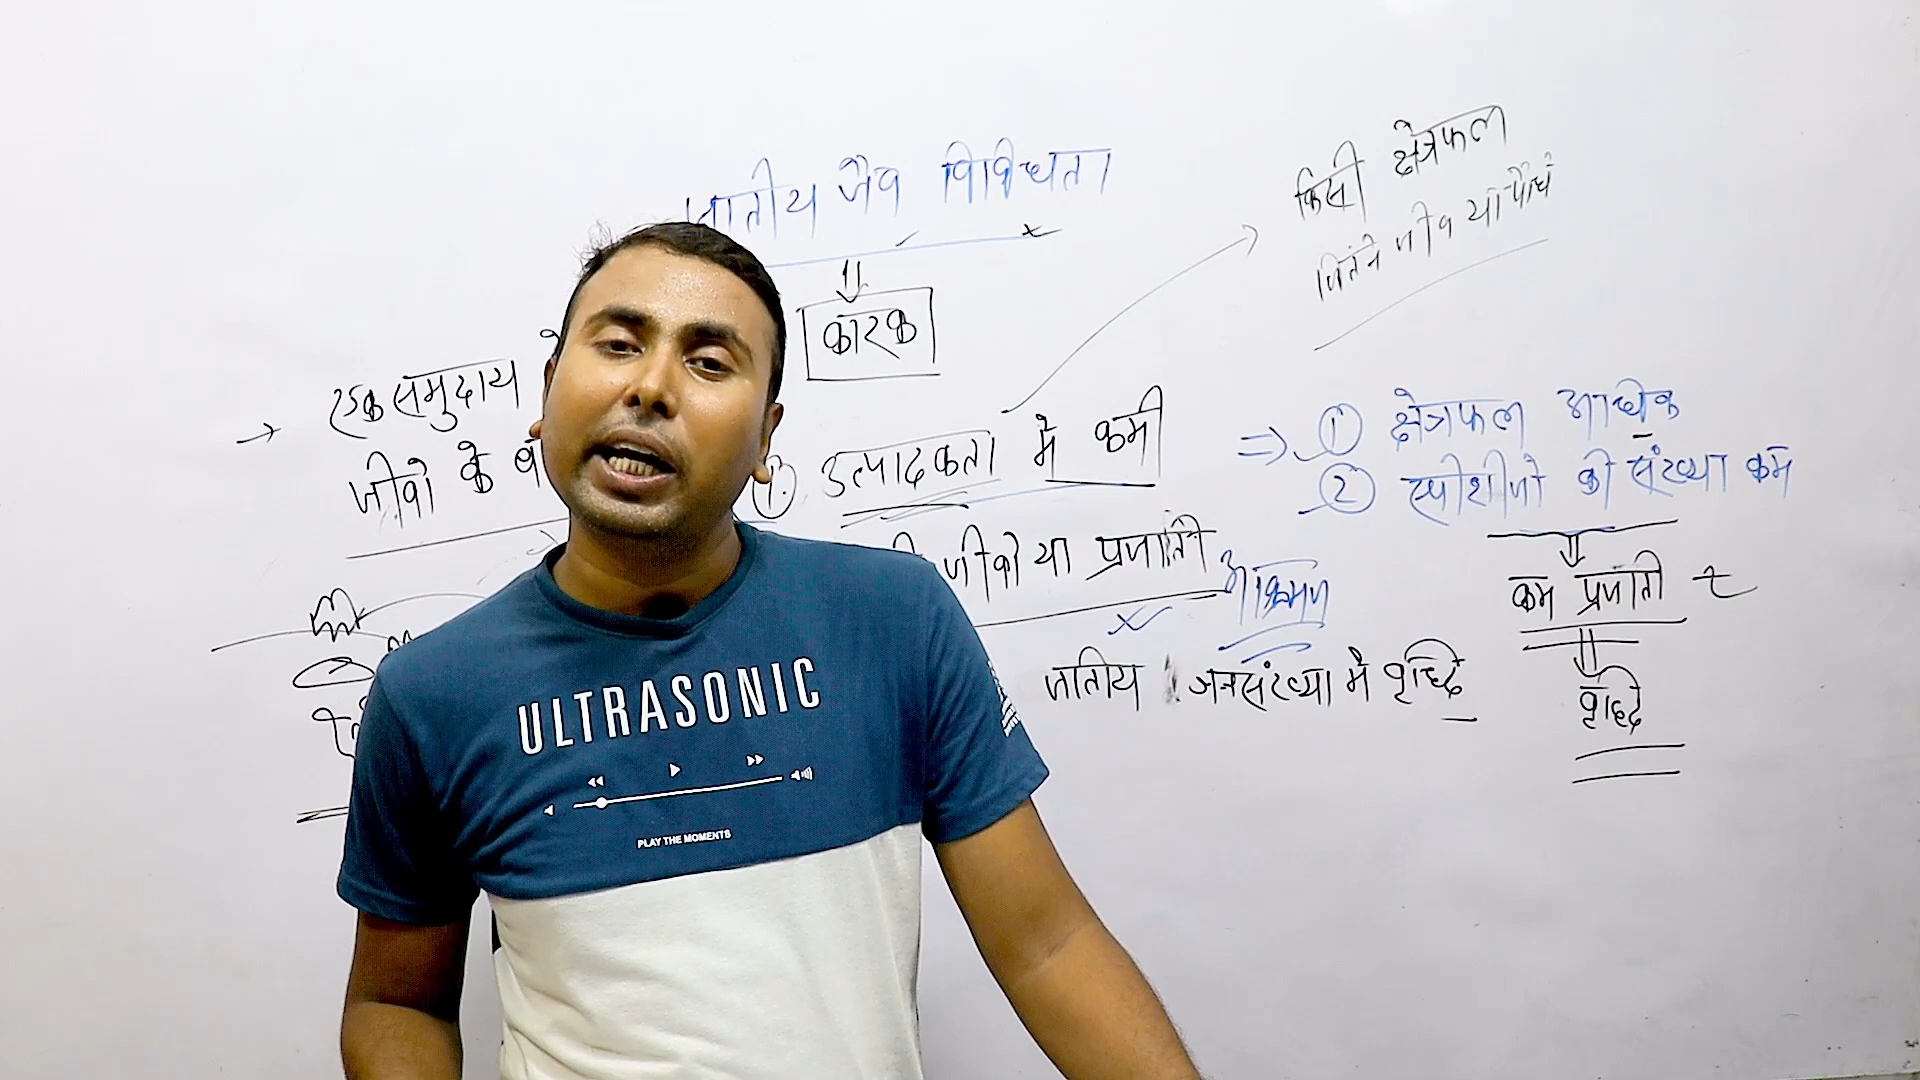 जातीय जैव विविधता
कारक
किसी क्षेत्रफल
जितने जीव या पौधे
एक समुदाय के
जीवो के
1. उत्पादकता में कमी
जीवो या प्रजाती
आक्रमण
जातीय जनसंख्या मे वृद्धि
① क्षेत्रफल अधिक
② स्पीशीजो की संख्या कम
कम प्रजाती
वृद्धि
ULTRASONIC
PLAY THE MOMENTS